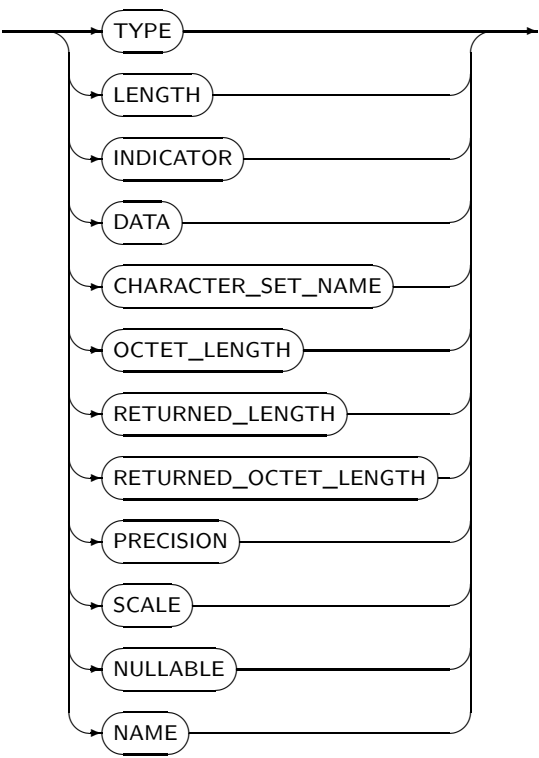 TYPE
LENGTH
INDICATOR
DATA
CHARACTER_SET_NAME
OCTET_LENGTH
RETURNED_LENGTH
RETURNED_OCTET_LENGTH
PRECISION
SCALE
NULLABLE
NAME